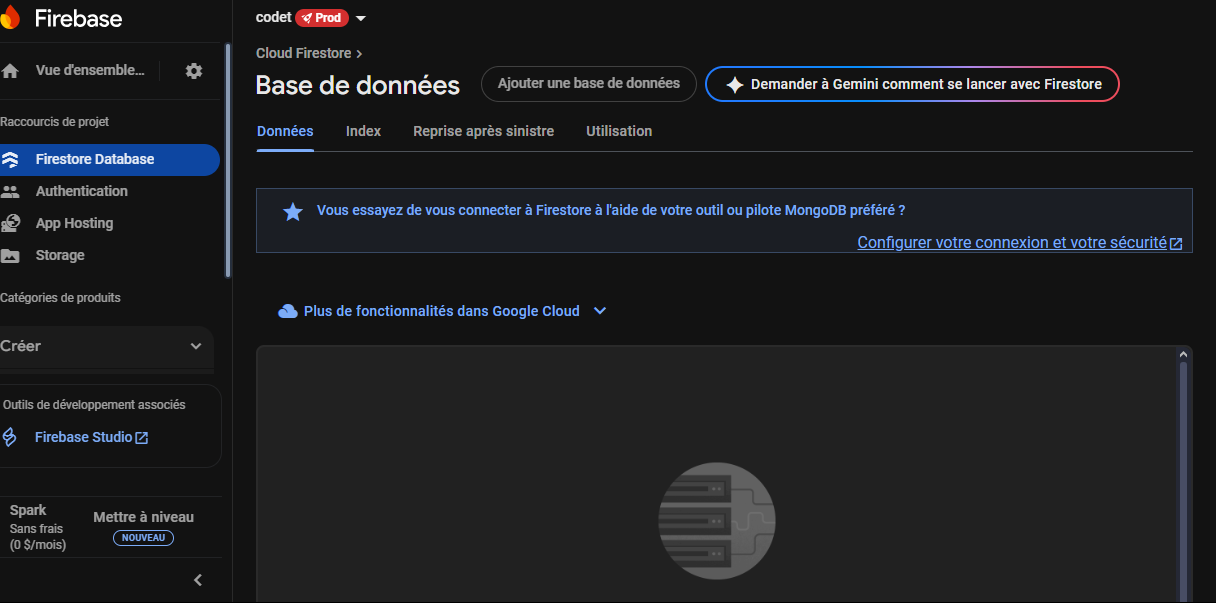 Firebase
Vue d'ensemble...
Raccourcis de projet
Firestore Database
Authentication
App Hosting
Storage
Catégories de produits
Créer
Outils de développement associés
Firebase Studio
Spark
Sans frais
(0 $/mois)
Mettre à niveau
NOUVEAU
codet Prod
Cloud Firestore
Base de données
Ajouter une base de données
Demander à Gemini comment se lancer avec Firestore
Données Index Reprise après sinistre Utilisation
Vous essayez de vous connecter à Firestore à l'aide de votre outil ou pilote MongoDB préféré ?
Configurer votre connexion et votre sécurité
Plus de fonctionnalités dans Google Cloud